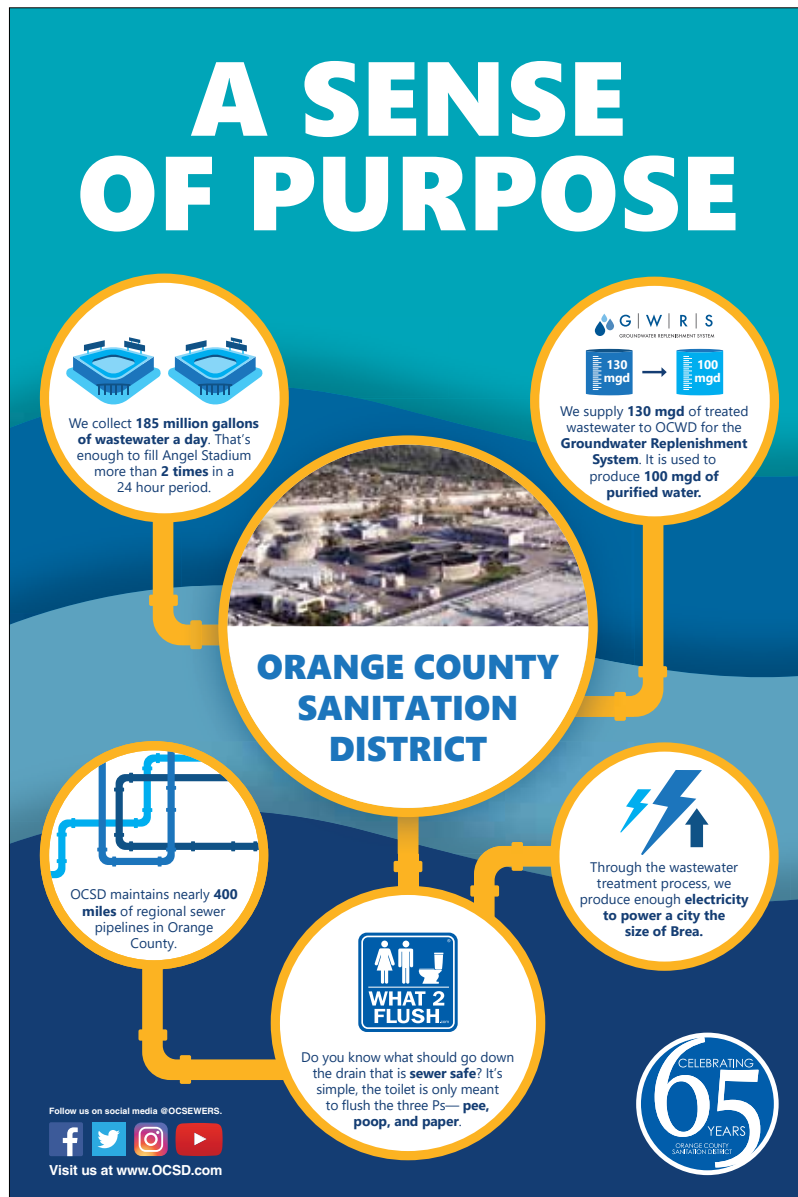 A SENSE
OF PURPOSE
We collect 185 million gallons
of wastewater a day. That's
enough to fill Angel Stadium
more than 2 times in a
24 hour period.
G | W | R | S
GROUNDWATER REPLENISHMENT SYSTEM
130
mgd
100
mgd
We supply 130 mgd of treated
wastewater to OCWD for the
Groundwater Replenishment
System. It is used to
produce 100 mgd of
purified water.
ORANGE COUNTY
SANITATION
DISTRICT
OCSD maintains nearly 400
miles of regional sewer
pipelines in Orange
County.
Through the wastewater
treatment process, we
produce enough electricity
to power a city the
size of Brea.
WHAT 2
FLUSH
Do you know what should go down
the drain that is sewer safe? It's
simple, the toilet is only meant
to flush the three Ps— pee,
poop, and paper.
Follow us on social media @OCSEWERS.
Visit us at www.OCSD.com
CELEBRATING
65
YEARS
ORANGE COUNTY
SANITATION DISTRICT